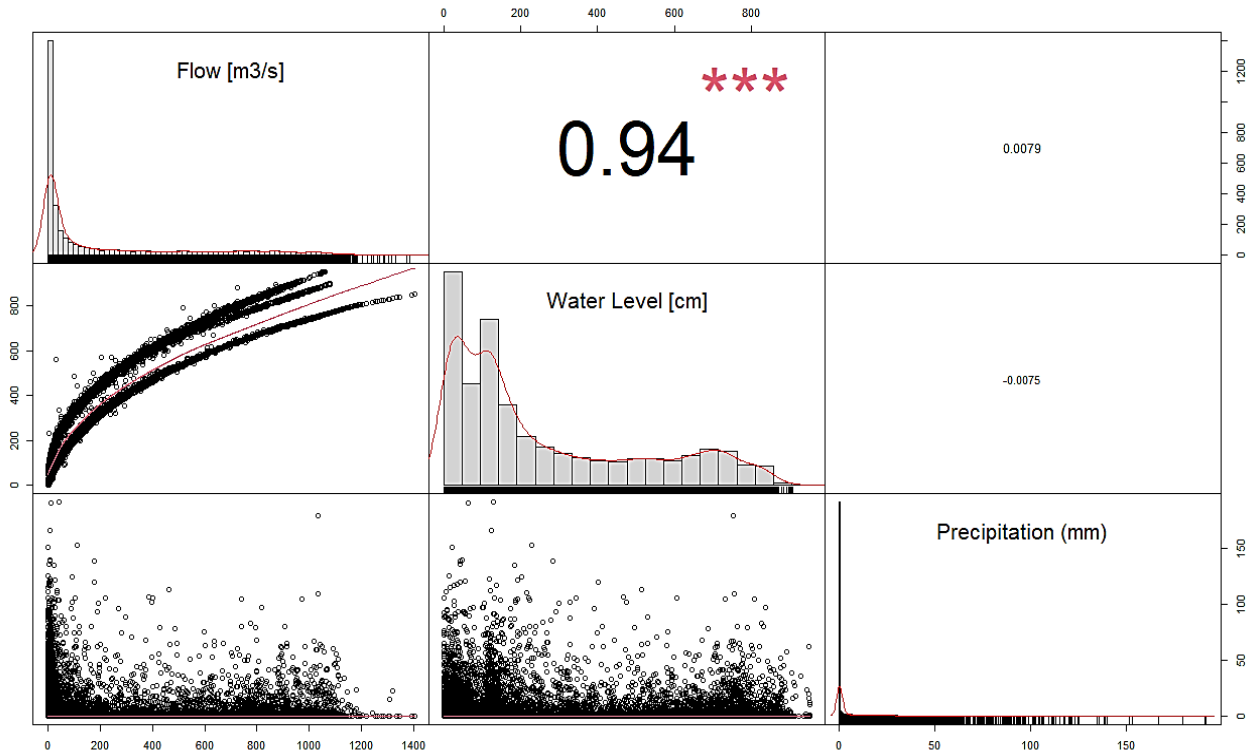 0 200 400 600 800
Flow [m3/s]
***
0.94
0.0079
0 200 400 600 800 1000 1200
0 200 400 600 800
Water Level [cm]
-0.0075
Precipitation (mm)
0 50 100 150
0 200 400 600 800 1000 1200 1400
0 50 100 150